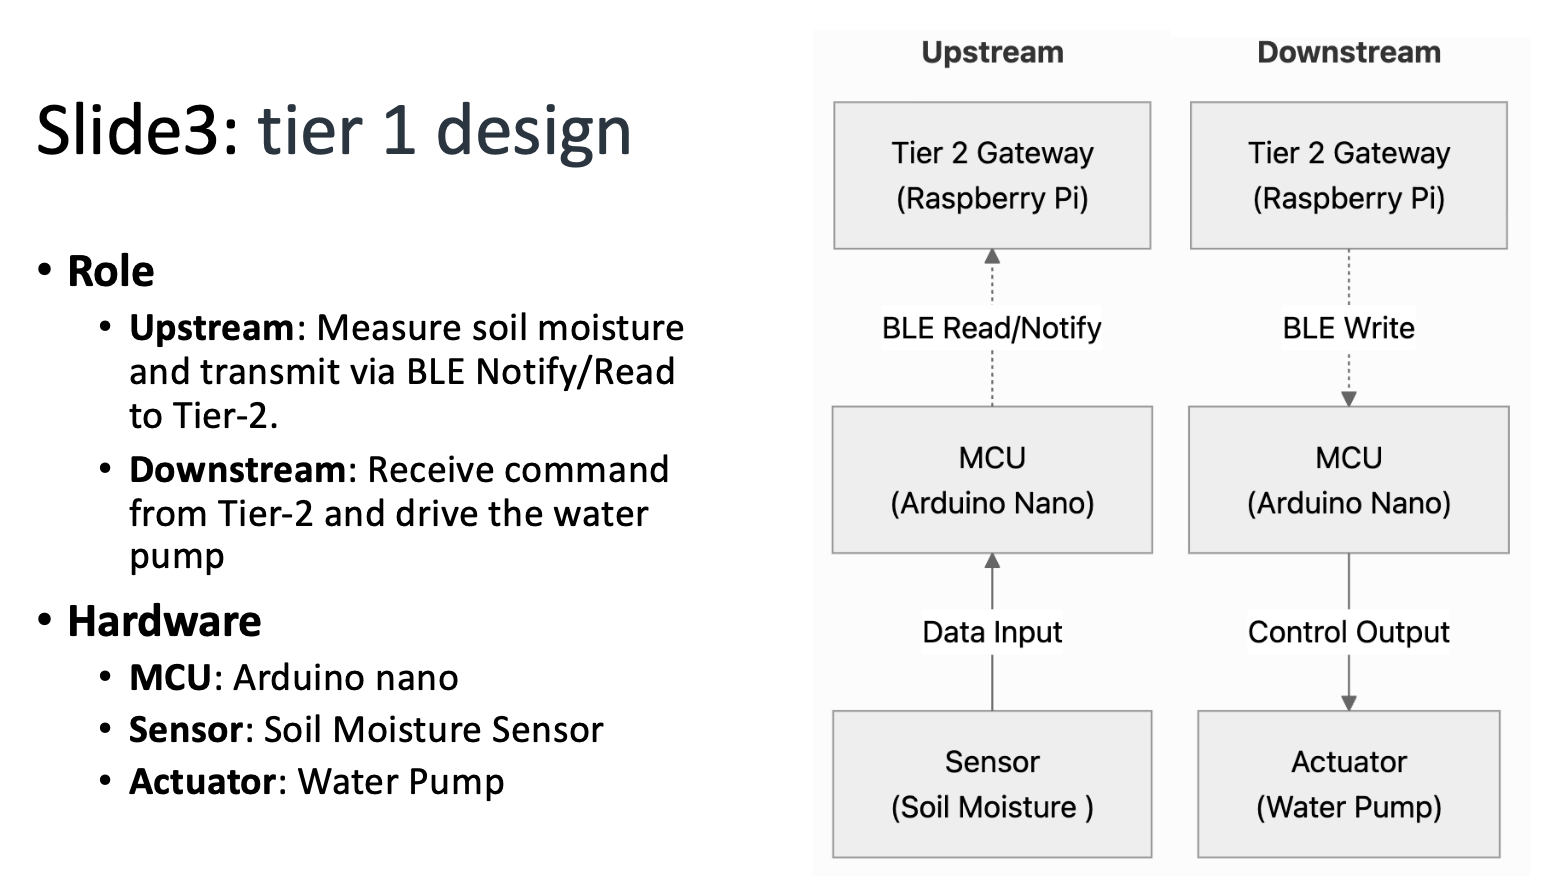 Slide3: tier 1 design
• Role
• Upstream: Measure soil moisture
and transmit via BLE Notify/Read
to Tier-2.
• Downstream: Receive command
from Tier-2 and drive the water
pump
• Hardware
• MCU: Arduino nano
• Sensor: Soil Moisture Sensor
• Actuator: Water Pump
Upstream
Tier 2 Gateway
(Raspberry Pi)
BLE Read/Notify
MCU
(Arduino Nano)
Data Input
Sensor
(Soil Moisture )
Downstream
Tier 2 Gateway
(Raspberry Pi)
BLE Write
MCU
(Arduino Nano)
Control Output
Actuator
(Water Pump)